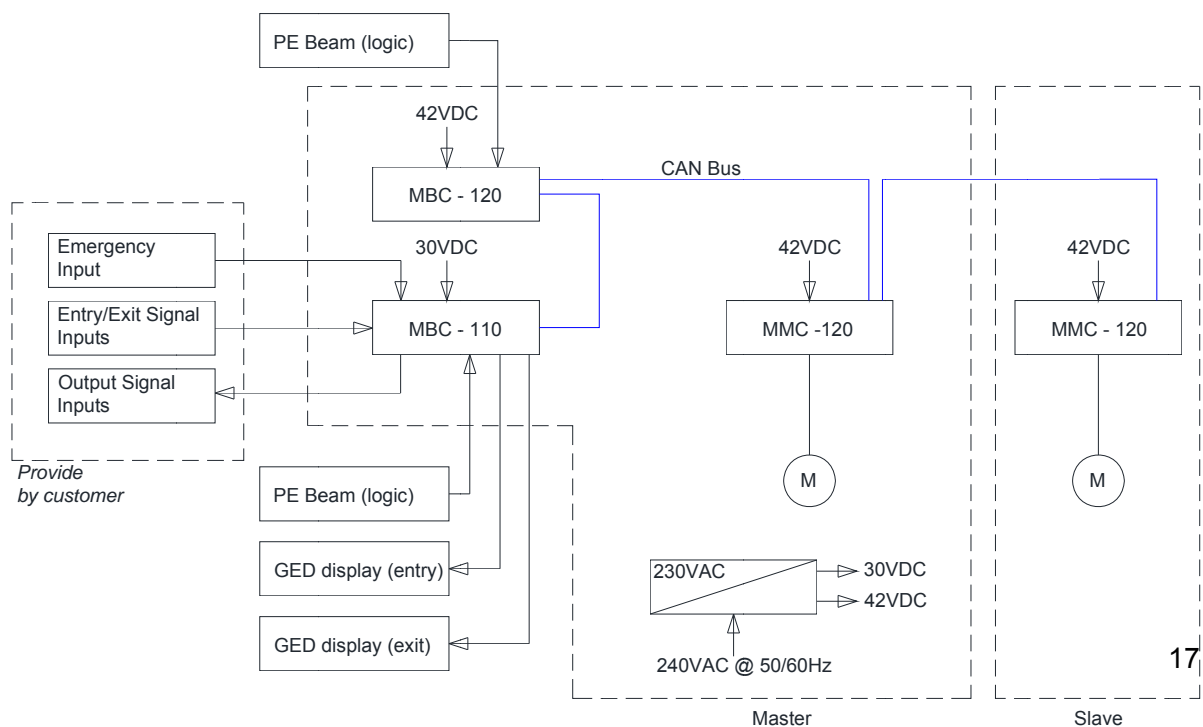 PE Beam (logic)
42VDC
CAN Bus
MBC - 120
Emergency
Input
30VDC
42VDC
42VDC
Entry/Exit Signal
Inputs
MBC - 110
MMC -120
MMC - 120
Output Signal
Inputs
Provide
by customer
PE Beam (logic)
M
M
GED display (entry)
230VAC
30VDC
42VDC
GED display (exit)
240VAC @ 50/60Hz
17
Master
Slave